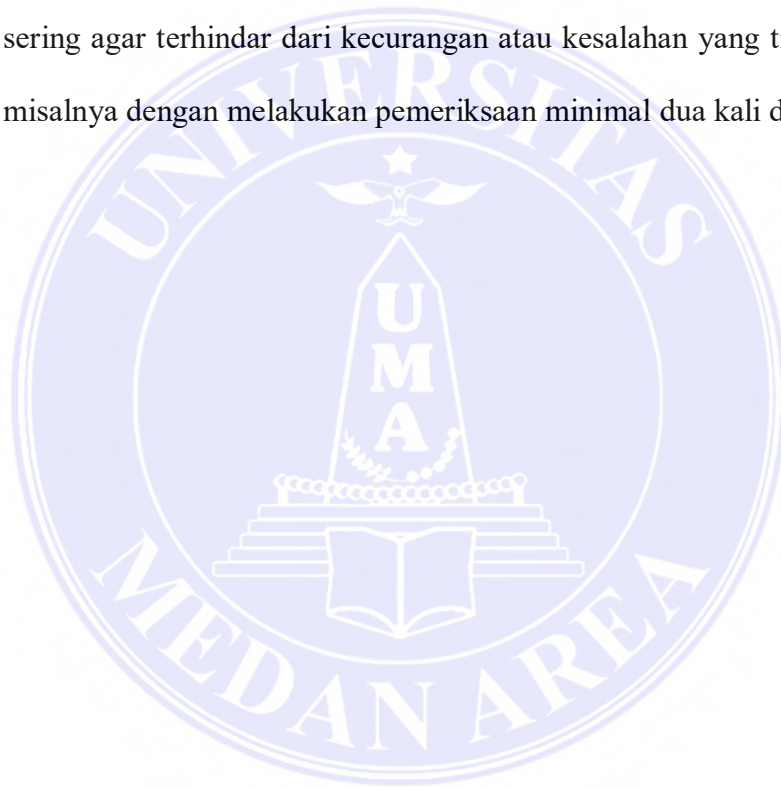 sering agar terhindar dari kecurangan atau kesalahan yang
misalnya dengan melakukan pemeriksaan minimal dua kali
UNIVERSITAS
U
M
A
MEDAN AREA